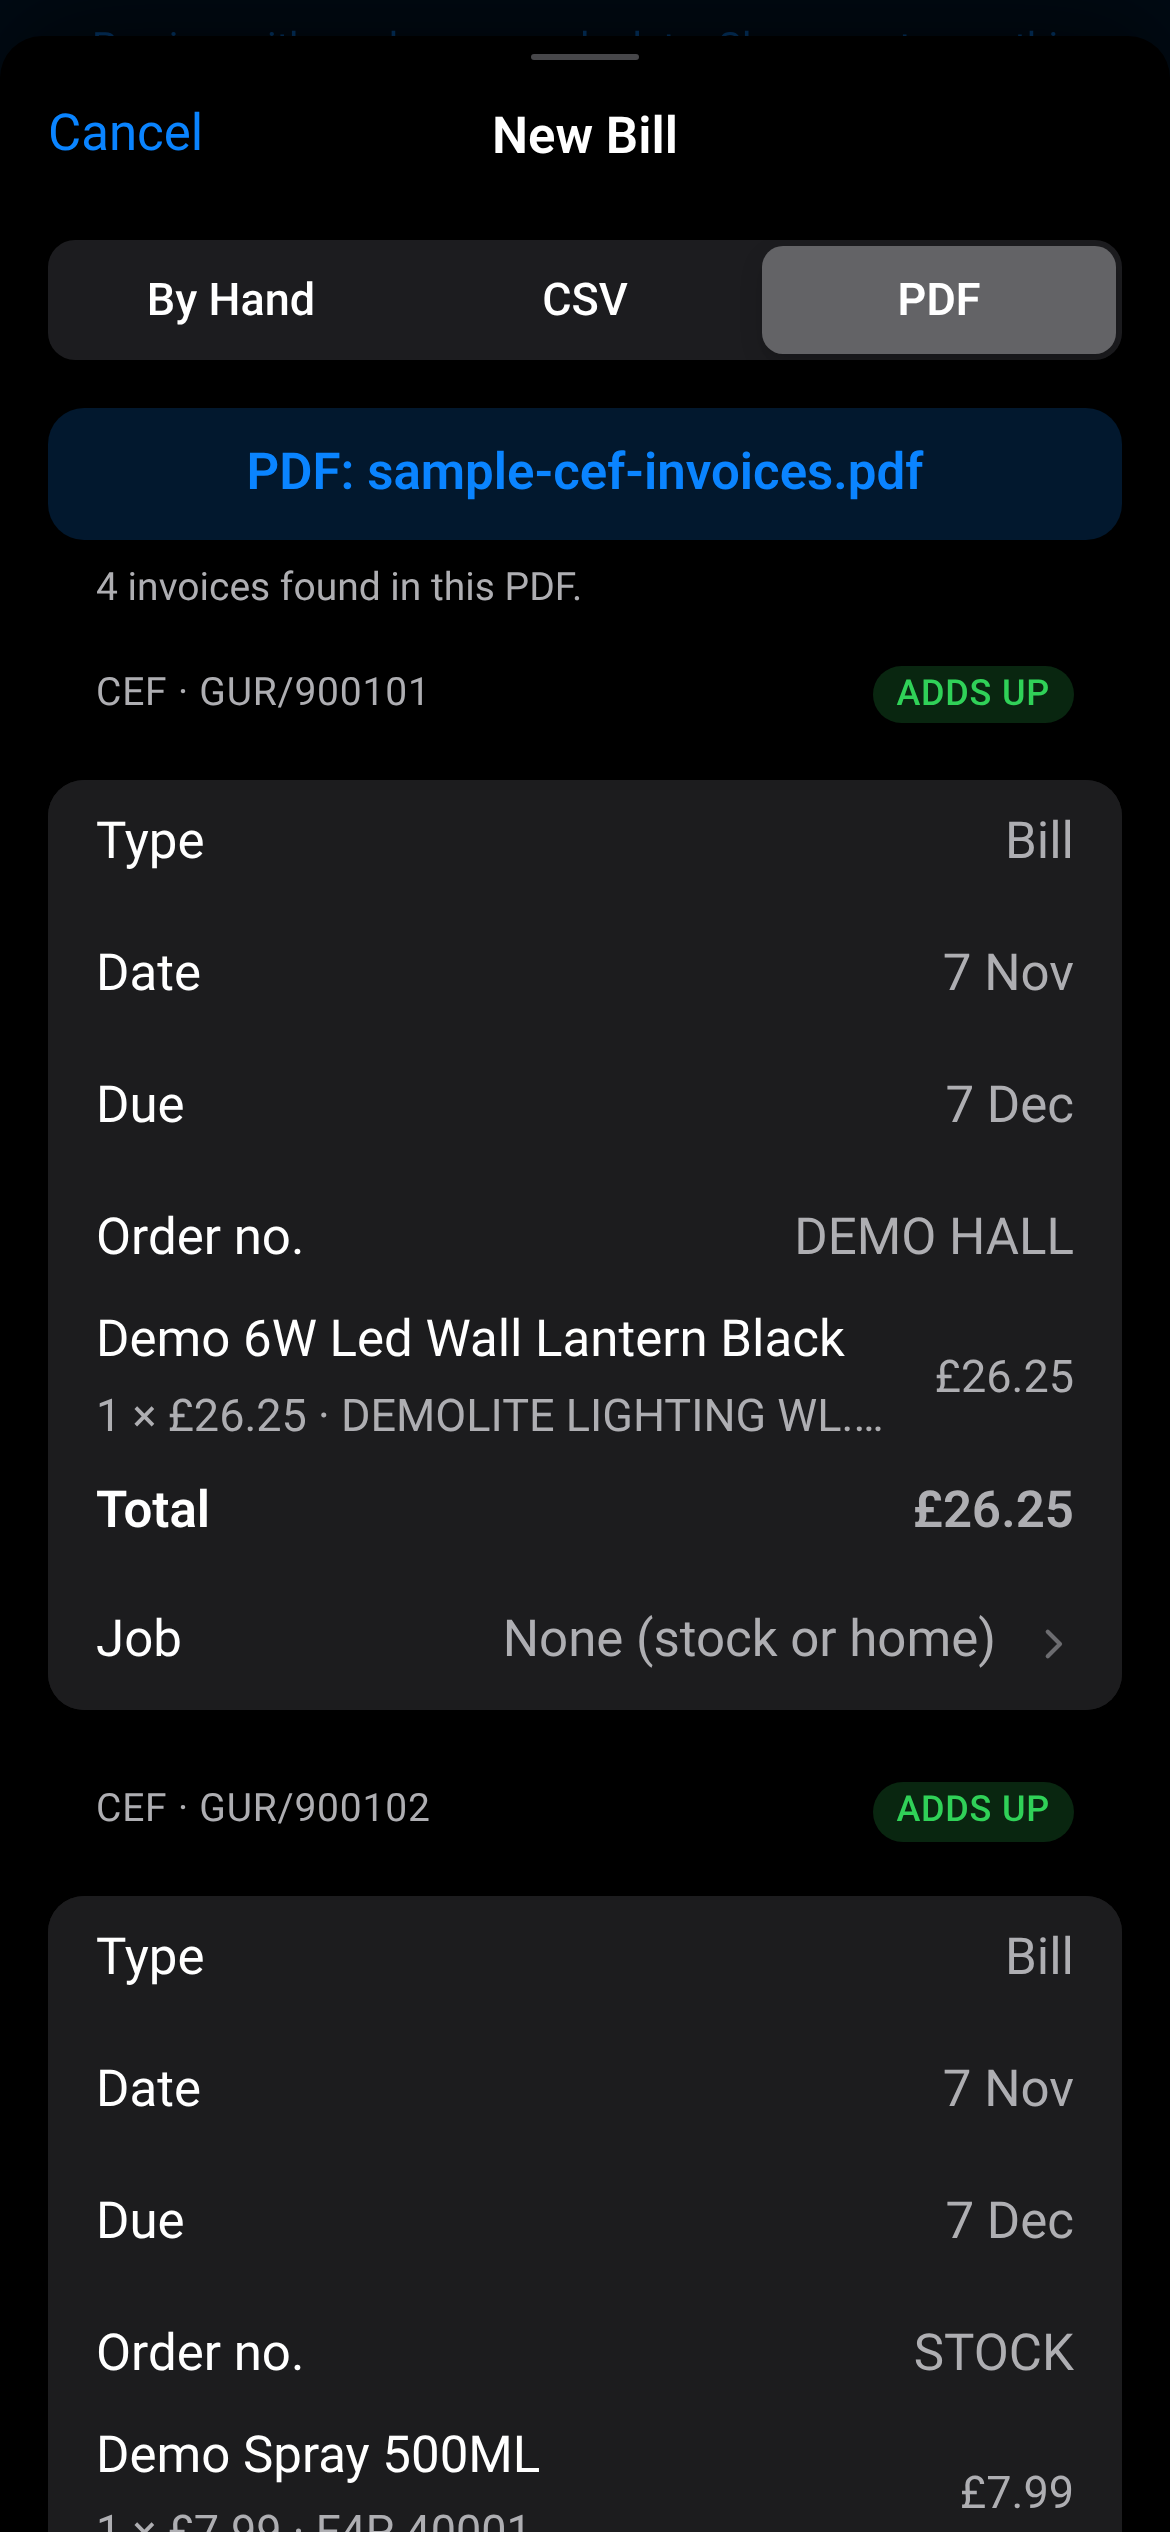 Cancel
New Bill
By Hand
CSV
PDF
PDF: sample-cef-invoices.pdf
4 invoices found in this PDF.
CEF · GUR/900101
ADDS UP
Type
Bill
Date
7 Nov
Due
7 Dec
Order no.
DEMO HALL
Demo 6W Led Wall Lantern Black
£26.25
1 × £26.25 · DEMOLITE LIGHTING WL.…
Total
£26.25
Job
None (stock or home)
CEF · GUR/900102
ADDS UP
Type
Bill
Date
7 Nov
Due
7 Dec
Order no.
STOCK
Demo Spray 500ML
£7.99
1 × £7.99 ·